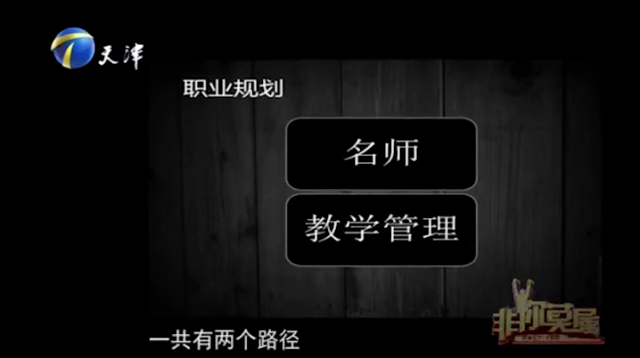 天津
职业规划
名师
教学管理
非你莫属
一共有两个路径